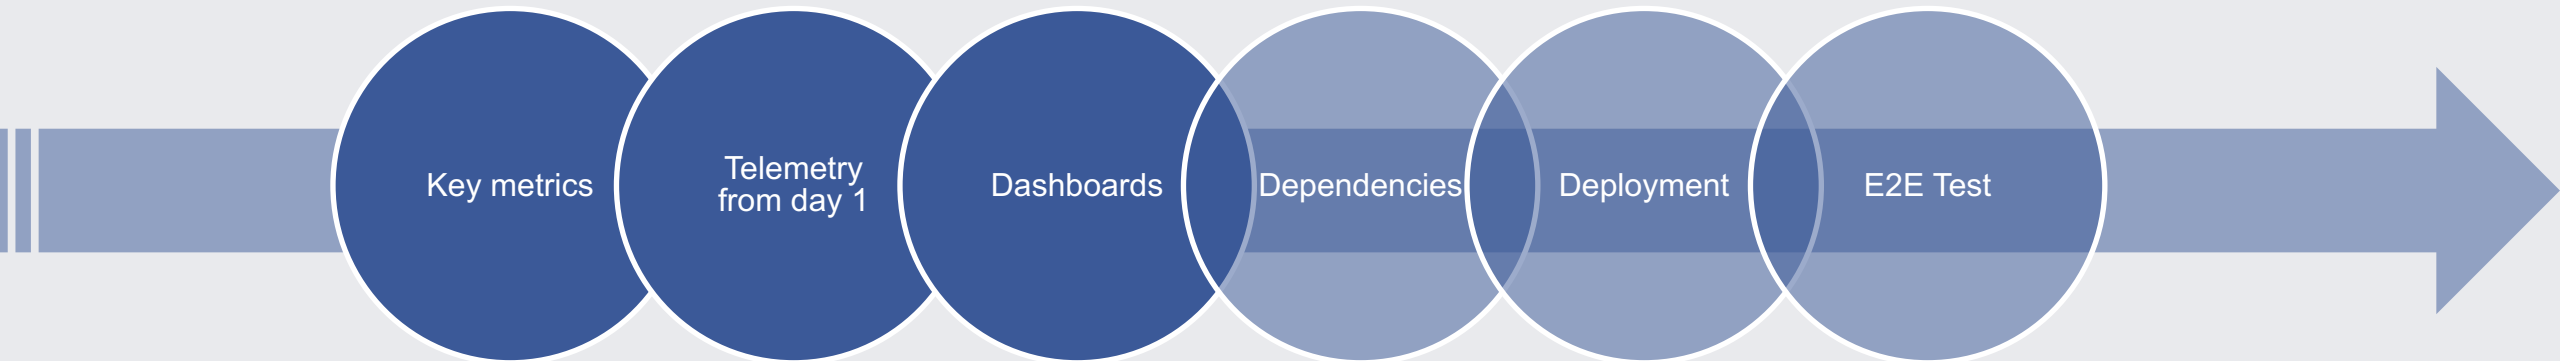 Key metrics
Telemetry
from day 1
Dashboards
Dependencies
Deployment
E2E Test